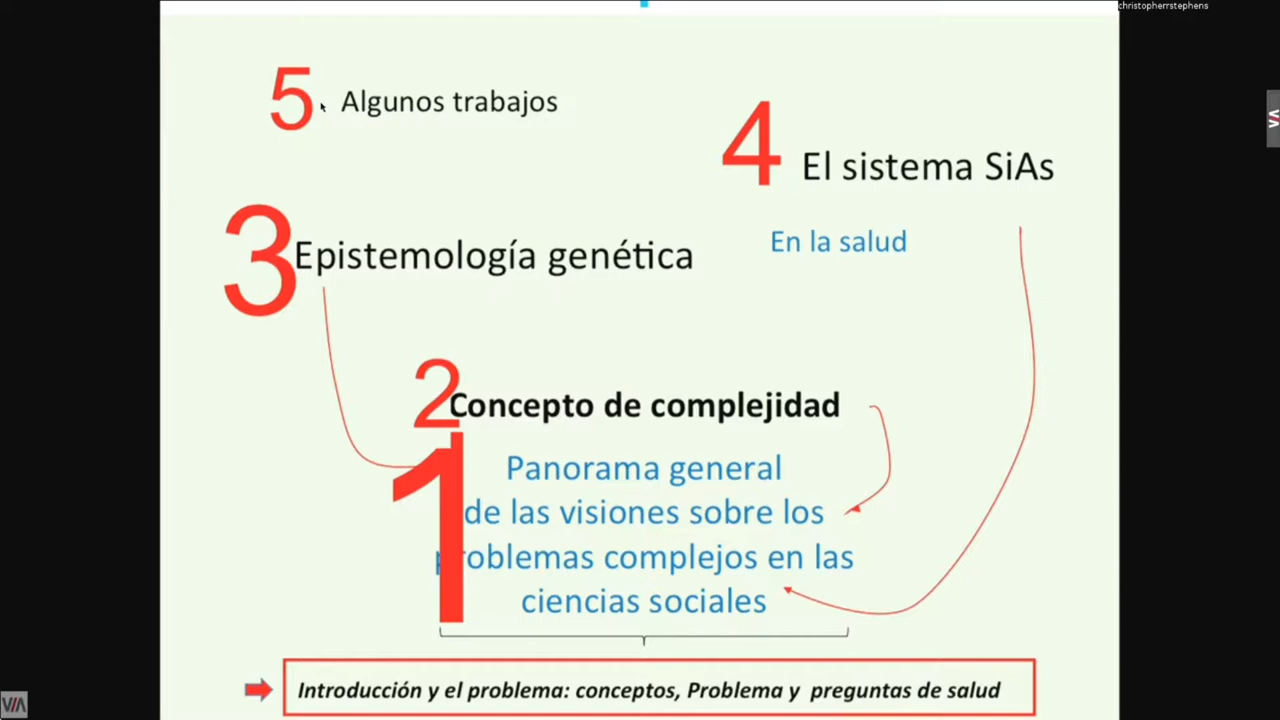 christopherrstephens
5 Algunos trabajos
4 El sistema SiAs
En la salud
3 Epistemología genética
2 Concepto de complejidad
1 Panorama general
de las visiones sobre los
problemas complejos en las
ciencias sociales
Introducción y el problema: conceptos, Problema y preguntas de salud
VIA